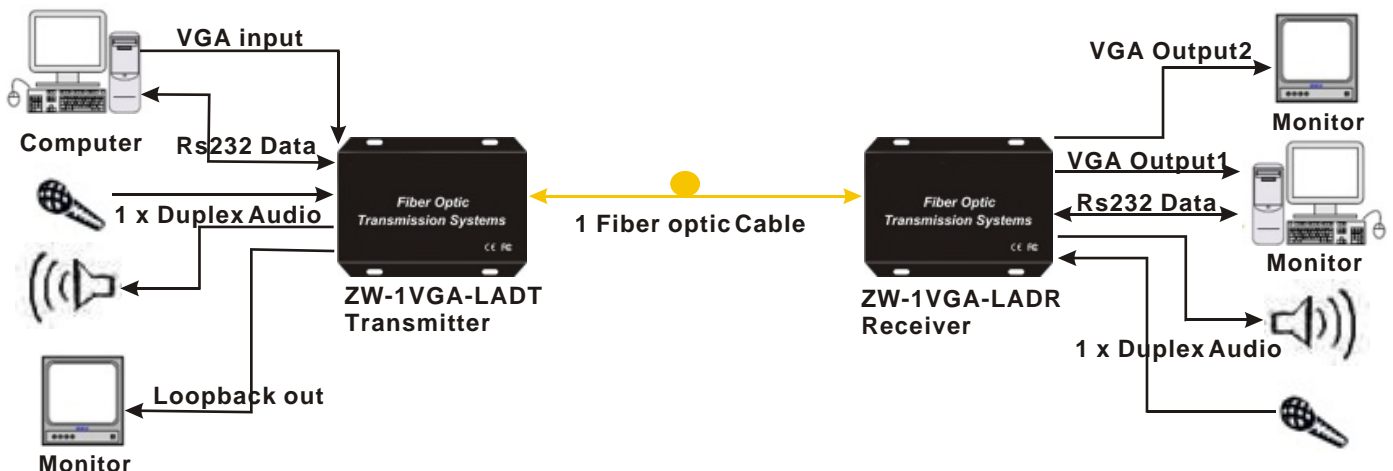 VGA input
Computer
Rs232 Data
1 x Duplex Audio
Loopback out
Monitor
Fiber Optic
Transmission Systems
CE FC
ZW-1VGA-LADT
Transmitter
1 Fiber optic Cable
Fiber Optic
Transmission Systems
CE FC
ZW-1VGA-LADR
Receiver
VGA Output2
Monitor
VGA Output1
Rs232 Data
Monitor
1 x Duplex Audio